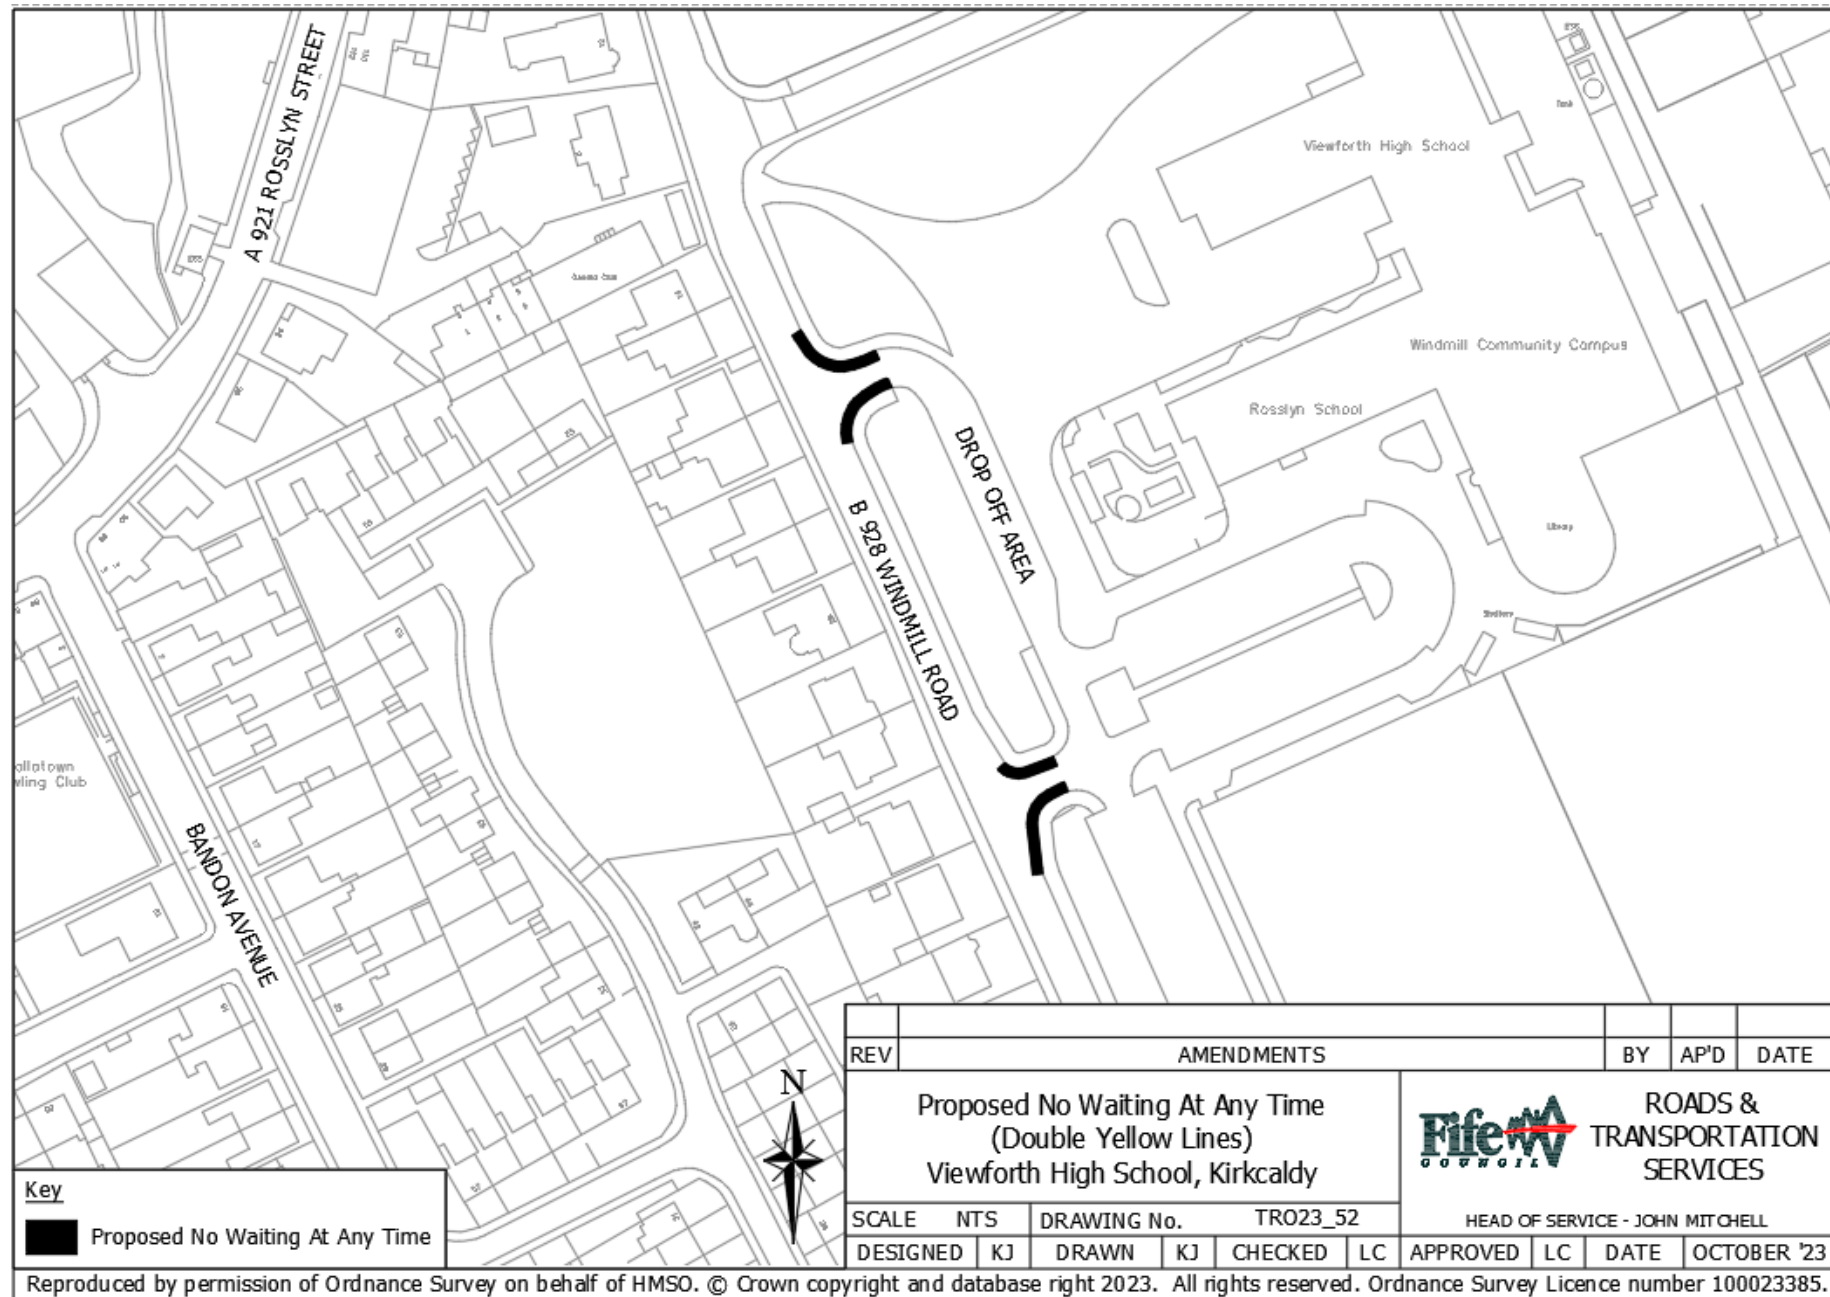 A 921 ROSSLYN STREET
Viewforth High School
Windmill Community Campus
Rosslyn School
DROP OFF AREA
B 928 WINDMILL ROAD
Library
BANDON AVENUE
REV AMENDMENTS BY AP'D DATE
Proposed No Waiting At Any Time
(Double Yellow Lines)
Viewforth High School, Kirkcaldy
Fife
COUNCIL
ROADS &
TRANSPORTATION
SERVICES
HEAD OF SERVICE - JOHN MITCHELL
SCALE NTS DRAWING No. TRO23_52
DESIGNED KJ DRAWN KJ CHECKED LC APPROVED LC DATE OCTOBER '23
N
Key
Proposed No Waiting At Any Time
Reproduced by permission of Ordnance Survey on behalf of HMSO. © Crown copyright and database right 2023. All rights reserved. Ordnance Survey Licence number 100023385.